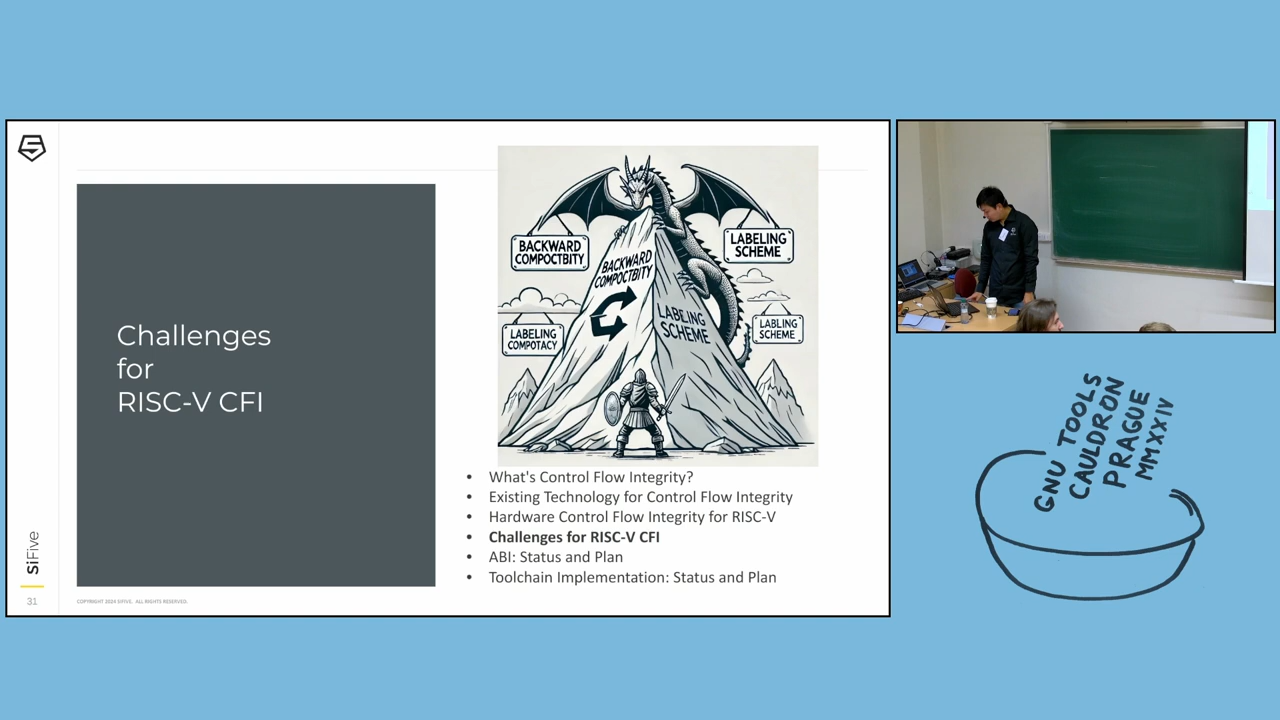 Challenges
for
RISC-V CFI
SiFive
31
COPYRIGHT 2024 SIFIVE. ALL RIGHTS RESERVED.
BACKWARD
COMPOCTBITY
LABELING
SCHEME
BACKWARD
COMPOCTBITY
LABELING
SCHEME
LABELING
COMPOTACY
LABLING
SCHEME
What's Control Flow Integrity?
Existing Technology for Control Flow Integrity
Hardware Control Flow Integrity for RISC-V
Challenges for RISC-V CFI
ABI: Status and Plan
Toolchain Implementation: Status and Plan
GNU TOOLS
CAULDRON
PRAGUE
MMXXIV